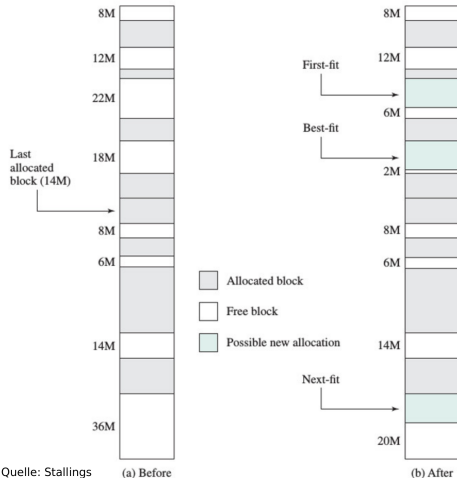 8M
12M
22M
18M
Last
allocated
block (14M)
8M
6M
14M
36M
Quelle: Stallings
(a) Before
Allocated block
Free block
Possible new allocation
8M
12M
First-fit
6M
Best-fit
2M
8M
6M
14M
Next-fit
20M
(b) After